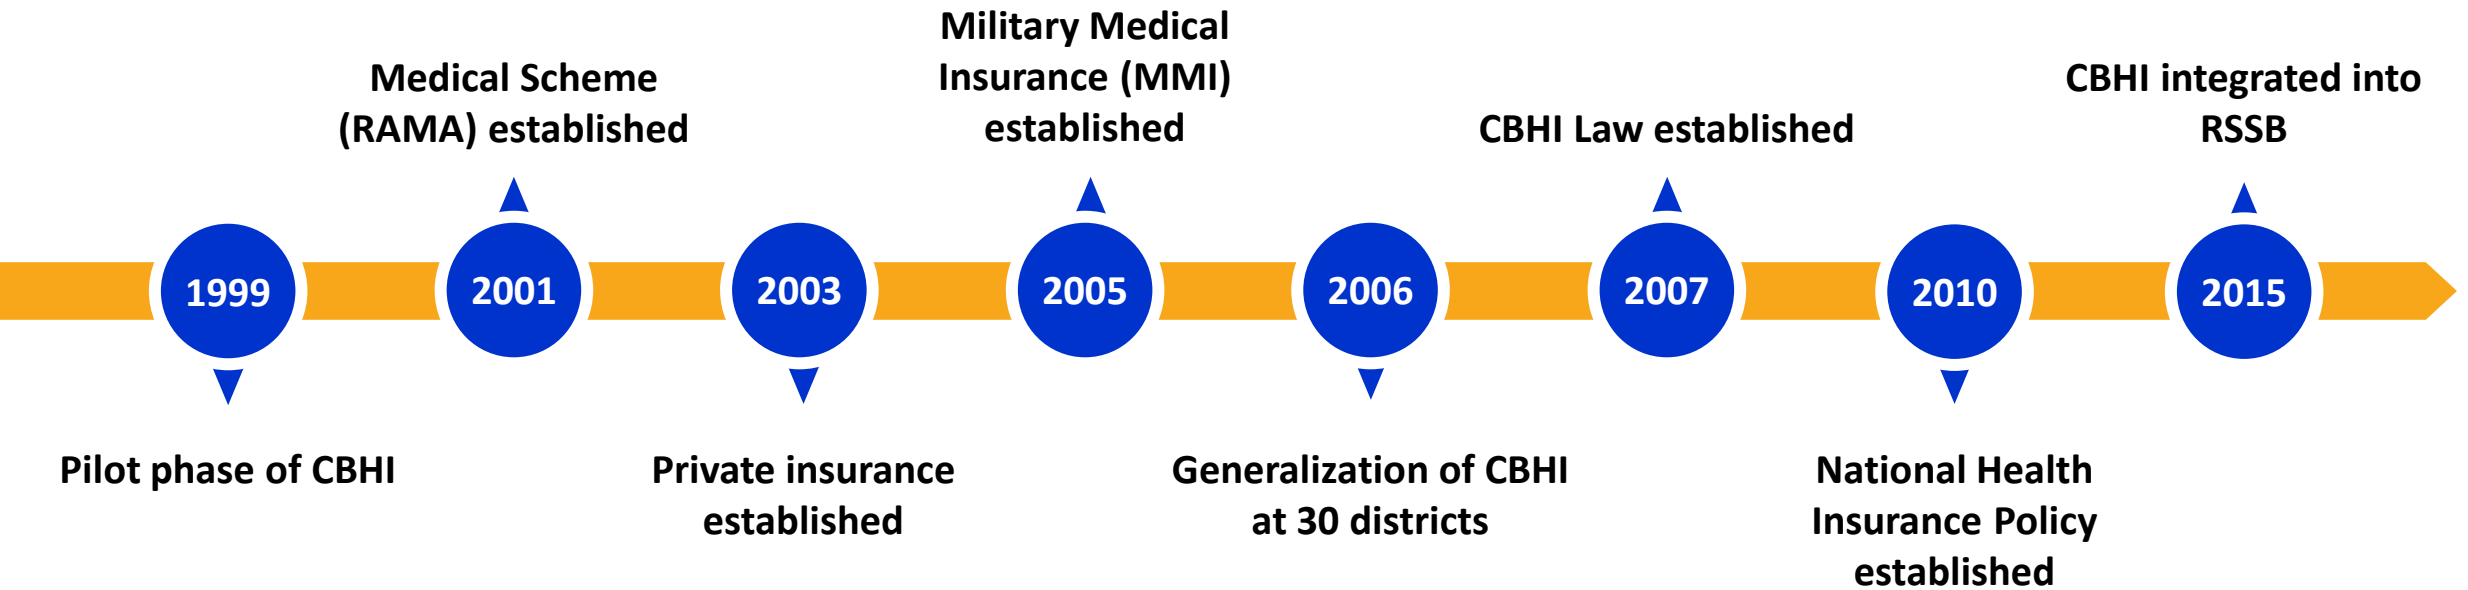 Military Medical
Insurance (MMI)
established
Medical Scheme
(RAMA) established
CBHI Law established
CBHI integrated into
RSSB
1999
2001
2003
2005
2006
2007
2010
2015
Pilot phase of CBHI
Private insurance
established
Generalization of CBHI
at 30 districts
National Health
Insurance Policy
established